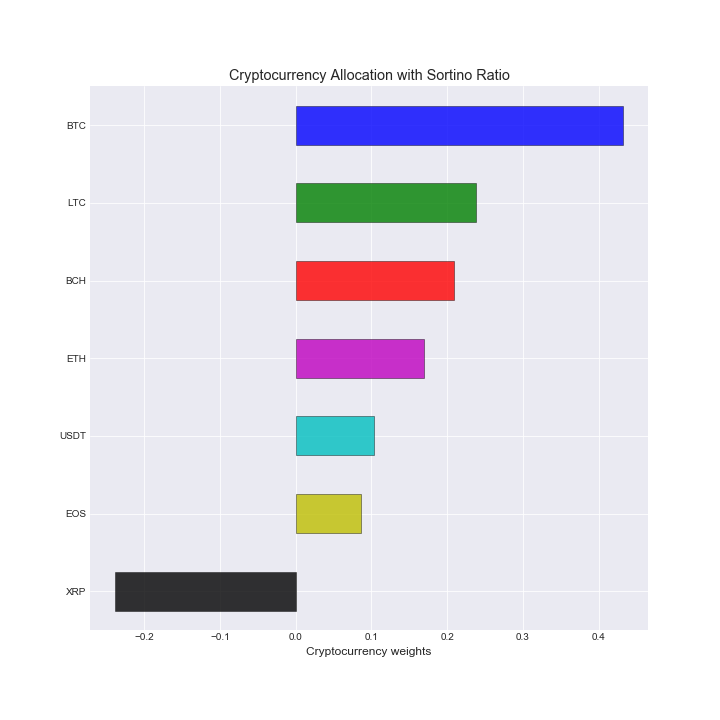 Cryptocurrency Allocation with Sortino Ratio
BTC
LTC
BCH
ETH
USDT
EOS
XRP
−0.2 −0.1 0.0 0.1 0.2 0.3 0.4
Cryptocurrency weights